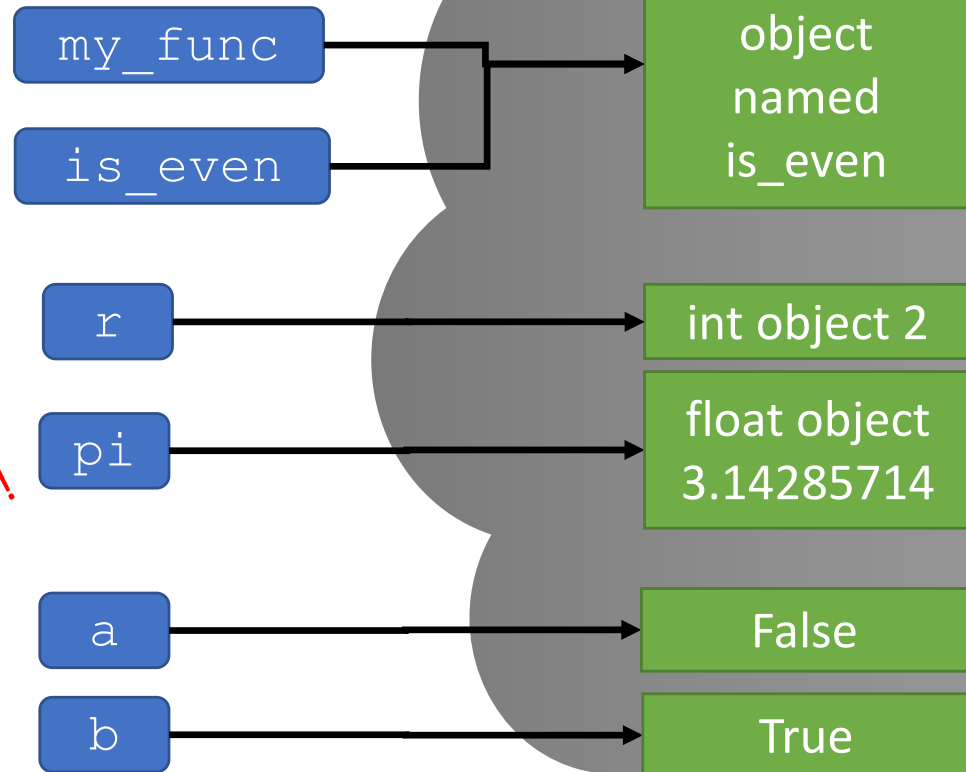 my_func
object
named
is_even
is_even
r
int object 2
pi
float object
3.14285714
!
a
False
b
True